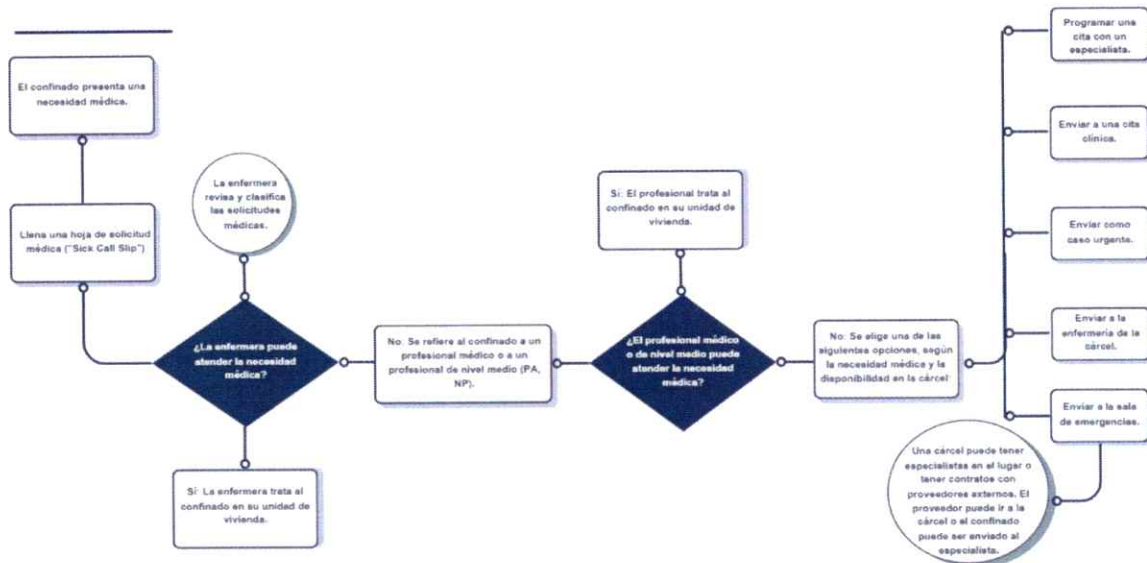 El confinado presenta una
necesidad médica.
Llena una hoja de solicitud
médica ("Sick Call Slip")
La enfermera
revisa y clasifica
las solicitudes
médicas.
¿La enfermera puede
atender la necesidad
médica?
Sí: La enfermera trata al
confinado en su unidad de
vivienda.
No: Se refiere al confinado a un
profesional médico o a un
profesional de nivel medio (PA,
NP).
Sí: El profesional trata al
confinado en su unidad de
vivienda.
¿El profesional médico
o de nivel medio puede
atender la necesidad
médica?
No: Se elige una de las
siguientes opciones, según
la necesidad médica y la
disponibilidad en la cárcel:
Programar una
cita con un
especialista.
Enviar a una cita
clínica.
Enviar como
caso urgente.
Enviar a la
enfermería de la
cárcel.
Enviar a la sala
de emergencias.
Una cárcel puede tener
especialistas en el lugar o
tener contratos con
proveedores externos. El
proveedor puede ir a la
cárcel o el confinado
puede ser enviado al
especialista.